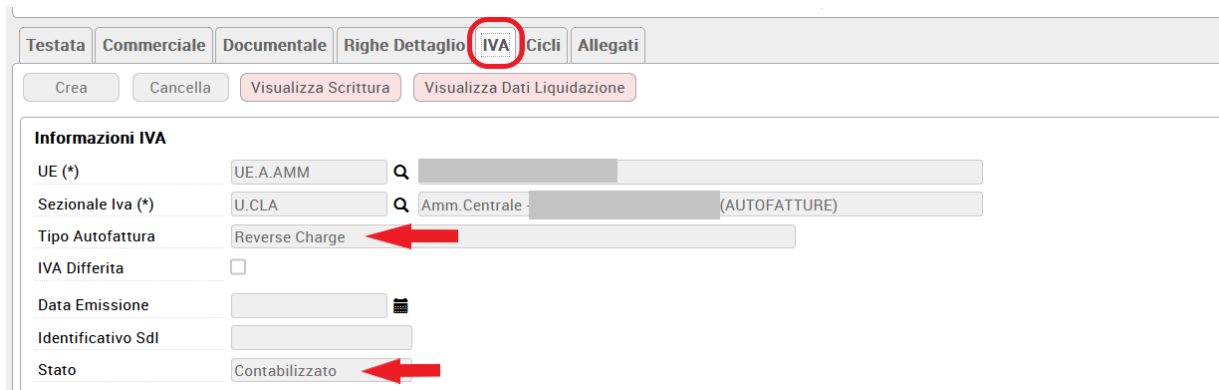 Testata Commerciale Documentale Righe Dettaglio IVA Cicli Allegati
Crea Cancella Visualizza Scrittura Visualizza Dati Liquidazione
Informazioni IVA
UE (*) UE.A.AMM
Sezionale Iva (*) U.CLA Amm.Centrale - (AUTOFATTURE)
Tipo Autofattura Reverse Charge
IVA Differita
Data Emissione
Identificativo SdI
Stato Contabilizzato